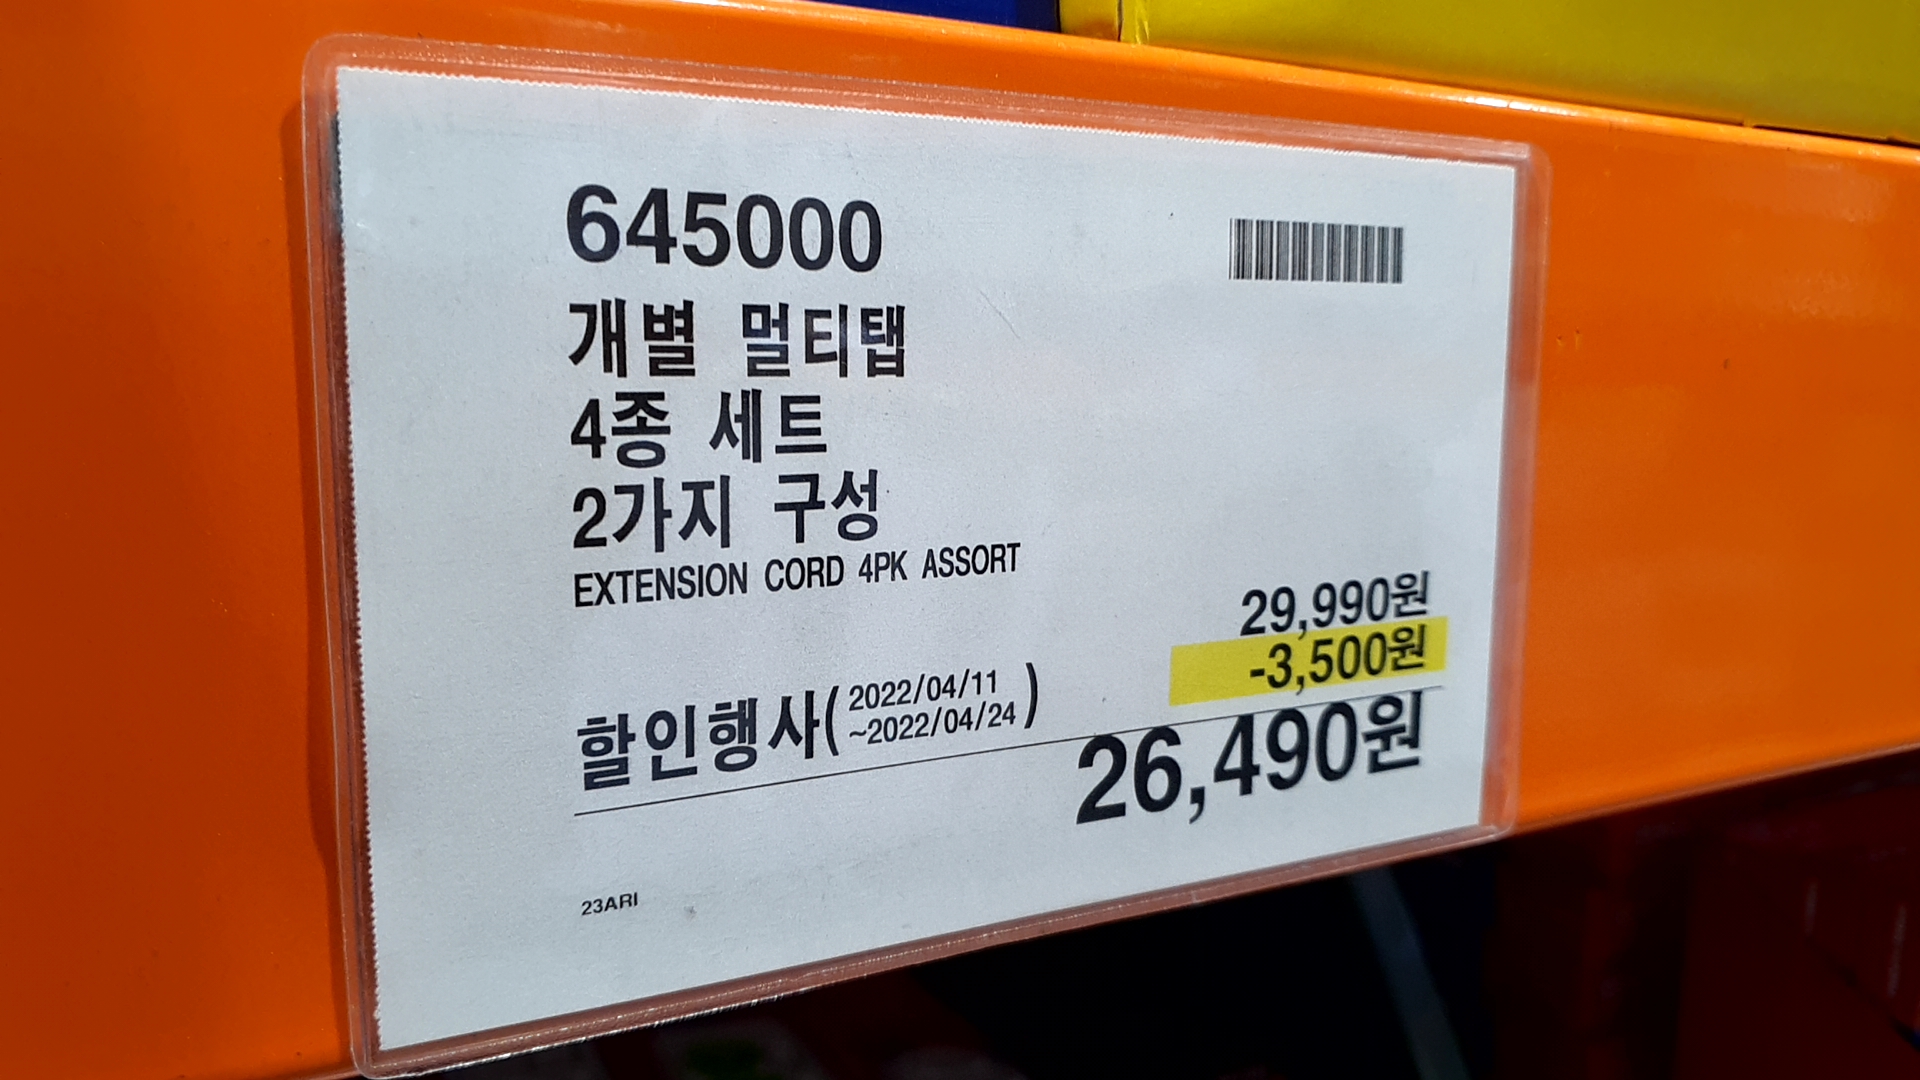 645000
개별 멀티탭
4종 세트
2가지 구성
EXTENSION CORD 4PK ASSORT
29,990원
-3,500원
할인행사( 2022/04/11
~2022/04/24 )
26,490원
23ARI